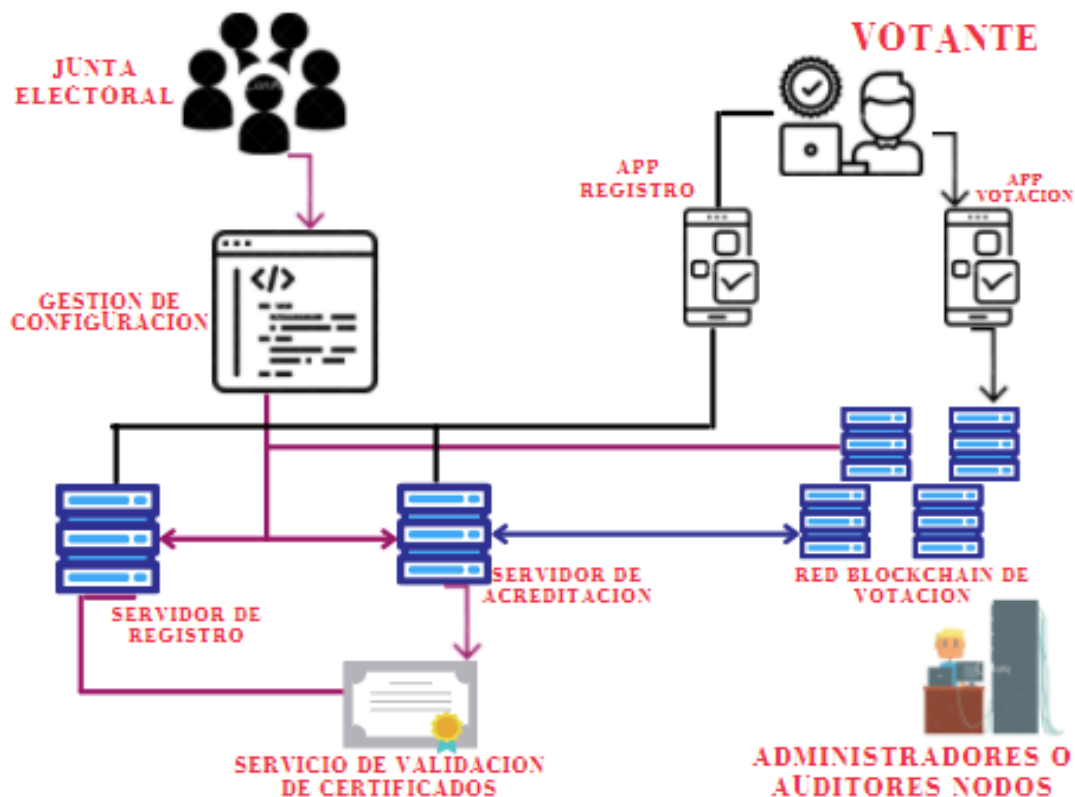 JUNTA
ELECTORAL
VOTANTE
APP
REGISTRO
APP
VOTACION
GESTION DE
CONFIGURACION
</>
SERVIDOR DE
REGISTRO
SERVIDOR DE
ACREDITACION
RED BLOCKCHAIN DE
VOTACION
SERVICIO DE VALIDACION
DE CERTIFICADOS
ADMINISTRADORES O
AUDITORES NODOS